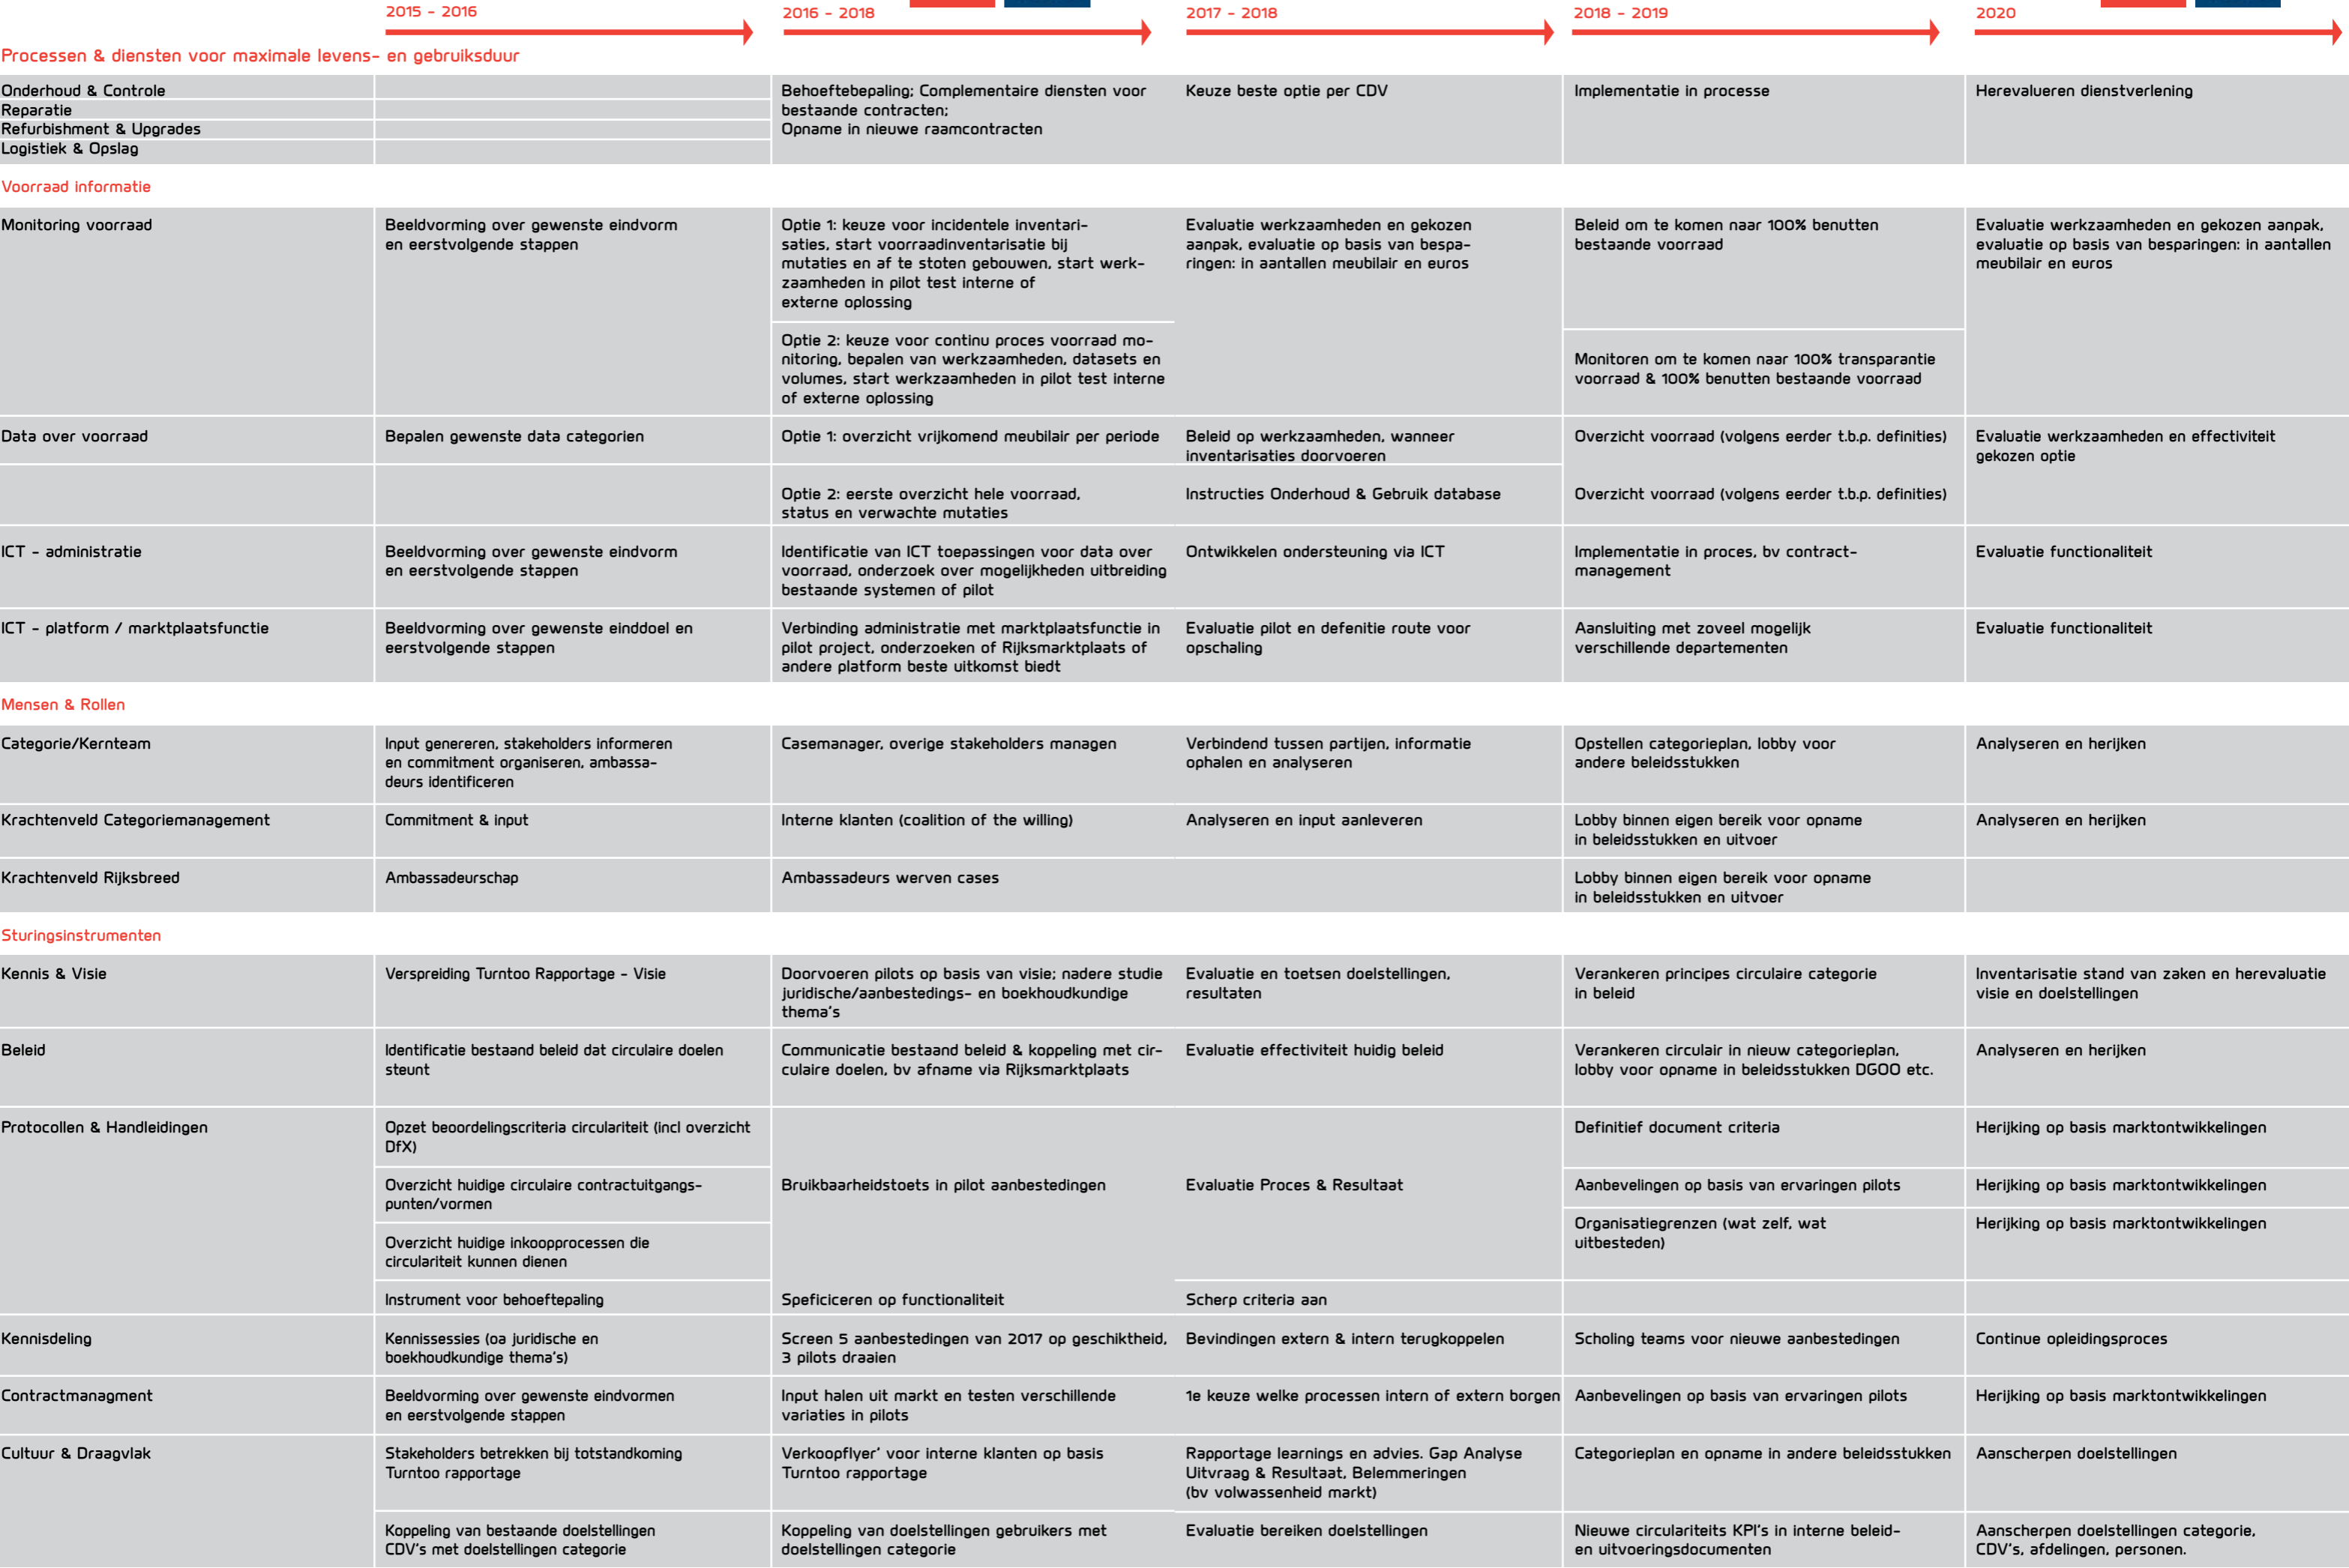 2015 - 2016
2016 - 2018
2017 - 2018
2018 - 2019
2020
Processen & diensten voor maximale levens- en gebruiksduur
Onderhoud & Controle
Reparatie
Refurbishment & Upgrades
Logistiek & Opslag
Behoeftebepaling; Complementaire diensten voor
bestaande contracten;
Opname in nieuwe raamcontracten
Keuze beste optie per CDV
Implementatie in processe
Herevalueren dienstverlening
Voorraad informatie
Monitoring voorraad
Beeldvorming over gewenste eindvorm
en eerstvolgende stappen
Optie 1: keuze voor incidentele inventari-
saties, start voorraadinventarisatie bij
mutaties en af te stoten gebouwen, start werk-
zaamheden in pilot test interne of
externe oplossing
Optie 2: keuze voor continu proces voorraad mo-
nitoring, bepalen van werkzaamheden, datasets en
volumes, start werkzaamheden in pilot test interne
of externe oplossing
Evaluatie werkzaamheden en gekozen
aanpak, evaluatie op basis van bespa-
ringen: in aantallen meubilair en euros
Beleid om te komen naar 100% benutten
bestaande voorraad
Monitoren om te komen naar 100% transparantie
voorraad & 100% benutten bestaande voorraad
Evaluatie werkzaamheden en gekozen aanpak,
evaluatie op basis van besparingen: in aantallen
meubilair en euros
Data over voorraad
Bepalen gewenste data categorien
Optie 1: overzicht vrijkomend meubilair per periode
Beleid op werkzaamheden, wanneer
inventarisaties doorvoeren
Overzicht voorraad (volgens eerder t.b.p. definities)
Evaluatie werkzaamheden en effectiviteit
gekozen optie
Optie 2: eerste overzicht hele voorraad,
status en verwachte mutaties
Instructies Onderhoud & Gebruik database
Overzicht voorraad (volgens eerder t.b.p. definities)
ICT - administratie
Beeldvorming over gewenste eindvorm
en eerstvolgende stappen
Identificatie van ICT toepassingen voor data over
voorraad, onderzoek over mogelijkheden uitbreiding
bestaande systemen of pilot
Ontwikkelen ondersteuning via ICT
Implementatie in proces, bv contract-
management
Evaluatie functionaliteit
ICT - platform / marktplaatsfunctie
Beeldvorming over gewenste einddoel en
eerstvolgende stappen
Verbinding administratie met marktplaatsfunctie in
pilot project, onderzoeken of Rijksmarktplaats of
andere platform beste uitkomst biedt
Evaluatie pilot en defenitie route voor
opschaling
Aansluiting met zoveel mogelijk
verschillende departementen
Evaluatie functionaliteit
Mensen & Rollen
Categorie/Kernteam
Input genereren, stakeholders informeren
en commitment organiseren, ambassa-
deurs identificeren
Casemanager, overige stakeholders managen
Verbindend tussen partijen, informatie
ophalen en analyseren
Opstellen categorieplan, lobby voor
andere beleidsstukken
Analyseren en herijken
Krachtenveld Categoriemanagement
Commitment & input
Interne klanten (coalition of the willing)
Analyseren en input aanleveren
Lobby binnen eigen bereik voor opname
in beleidsstukken en uitvoer
Analyseren en herijken
Krachtenveld Rijksbreed
Ambassadeurschap
Ambassadeurs werven cases
Lobby binnen eigen bereik voor opname
in beleidsstukken en uitvoer
Sturingsinstrumenten
Kennis & Visie
Verspreiding Turntoo Rapportage - Visie
Doorvoeren pilots op basis van visie; nadere studie
juridische/aanbestedings- en boekhoudkundige
thema's
Evaluatie en toetsen doelstellingen,
resultaten
Verankeren principes circulaire categorie
in beleid
Inventarisatie stand van zaken en herevaluatie
visie en doelstellingen
Beleid
Identificatie bestaand beleid dat circulaire doelen
steunt
Communicatie bestaand beleid & koppeling met cir-
culaire doelen, bv afname via Rijksmarktplaats
Evaluatie effectiviteit huidig beleid
Verankeren circulair in nieuw categorieplan,
lobby voor opname in beleidsstukken DGOO etc.
Analyseren en herijken
Protocollen & Handleidingen
Opzet beoordelingscriteria circulariteit (incl overzicht
DfX)
Definitief document criteria
Herijking op basis marktontwikkelingen
Overzicht huidige circulaire contractuitgangs-
punten/vormen
Bruikbaarheidstoets in pilot aanbestedingen
Evaluatie Proces & Resultaat
Aanbevelingen op basis van ervaringen pilots
Herijking op basis marktontwikkelingen
Overzicht huidige inkoopprocessen die
circulariteit kunnen dienen
Organisatiegrenzen (wat zelf, wat
uitbesteden)
Herijking op basis marktontwikkelingen
Instrument voor behoeftepaling
Speficiceren op functionaliteit
Scherp criteria aan
Kennisdeling
Kennissessies (oa juridische en
boekhoudkundige thema's)
Screen 5 aanbestedingen van 2017 op geschiktheid,
3 pilots draaien
Bevindingen extern & intern terugkoppelen
Scholing teams voor nieuwe aanbestedingen
Continue opleidingsproces
Contractmanagment
Beeldvorming over gewenste eindvormen
en eerstvolgende stappen
Input halen uit markt en testen verschillende
variaties in pilots
1e keuze welke processen intern of extern borgen
Aanbevelingen op basis van ervaringen pilots
Herijking op basis marktontwikkelingen
Cultuur & Draagvlak
Stakeholders betrekken bij totstandkoming
Turntoo rapportage
Verkoopflyer' voor interne klanten op basis
Turntoo rapportage
Rapportage learnings en advies. Gap Analyse
Uitvraag & Resultaat, Belemmeringen
(bv volwassenheid markt)
Categorieplan en opname in andere beleidsstukken
Aanscherpen doelstellingen
Koppeling van bestaande doelstellingen
CDV's met doelstellingen categorie
Koppeling van doelstellingen gebruikers met
doelstellingen categorie
Evaluatie bereiken doelstellingen
Nieuwe circulariteits KPI's in interne beleid-
en uitvoeringsdocumenten
Aanscherpen doelstellingen categorie,
CDV's, afdelingen, personen.